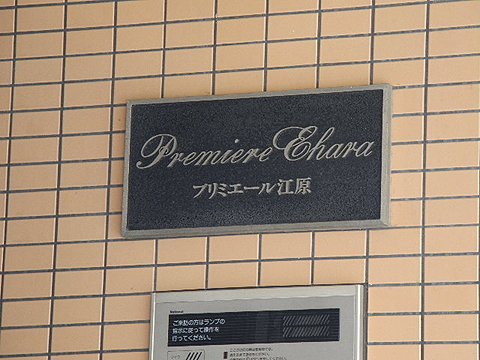 Premiere Ehara
プリミエール江原
National
ご来訪の方はランプの
指示に従って操作を
行ってください。